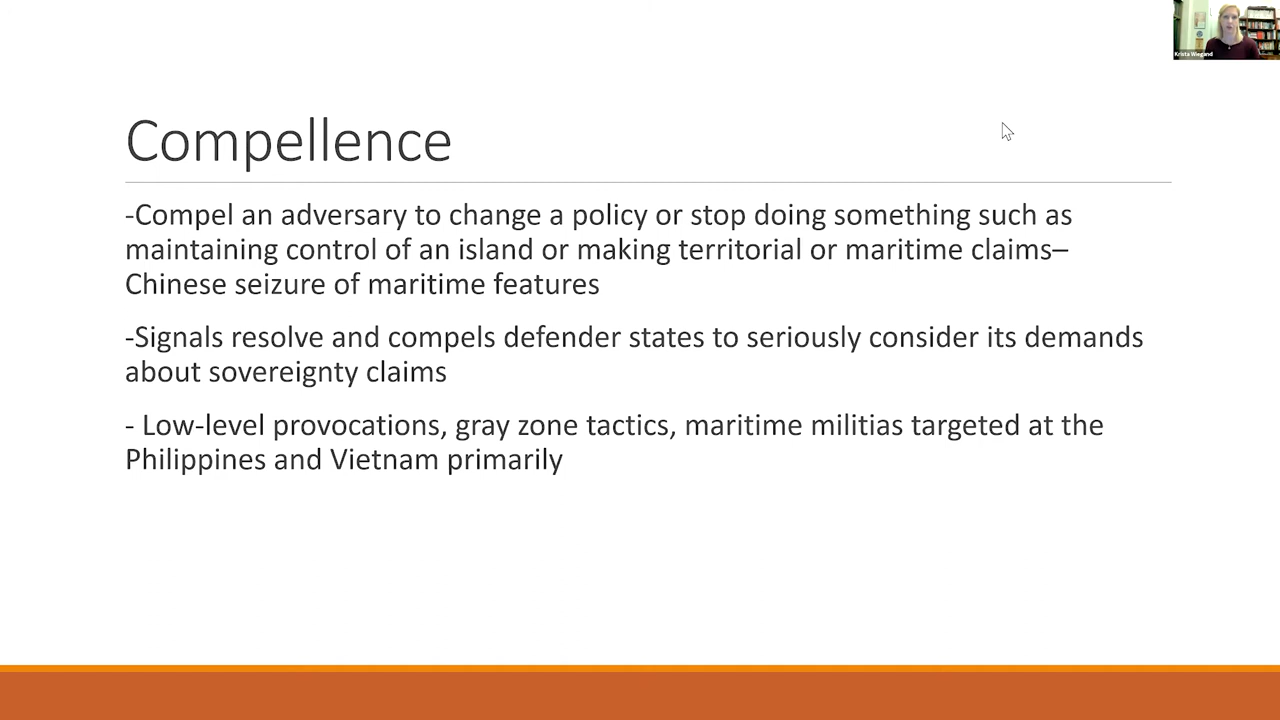 Krista Wiegand
Compellence
-Compel an adversary to change a policy or stop doing something such as
maintaining control of an island or making territorial or maritime claims–
Chinese seizure of maritime features
-Signals resolve and compels defender states to seriously consider its demands
about sovereignty claims
- Low-level provocations, gray zone tactics, maritime militias targeted at the
Philippines and Vietnam primarily